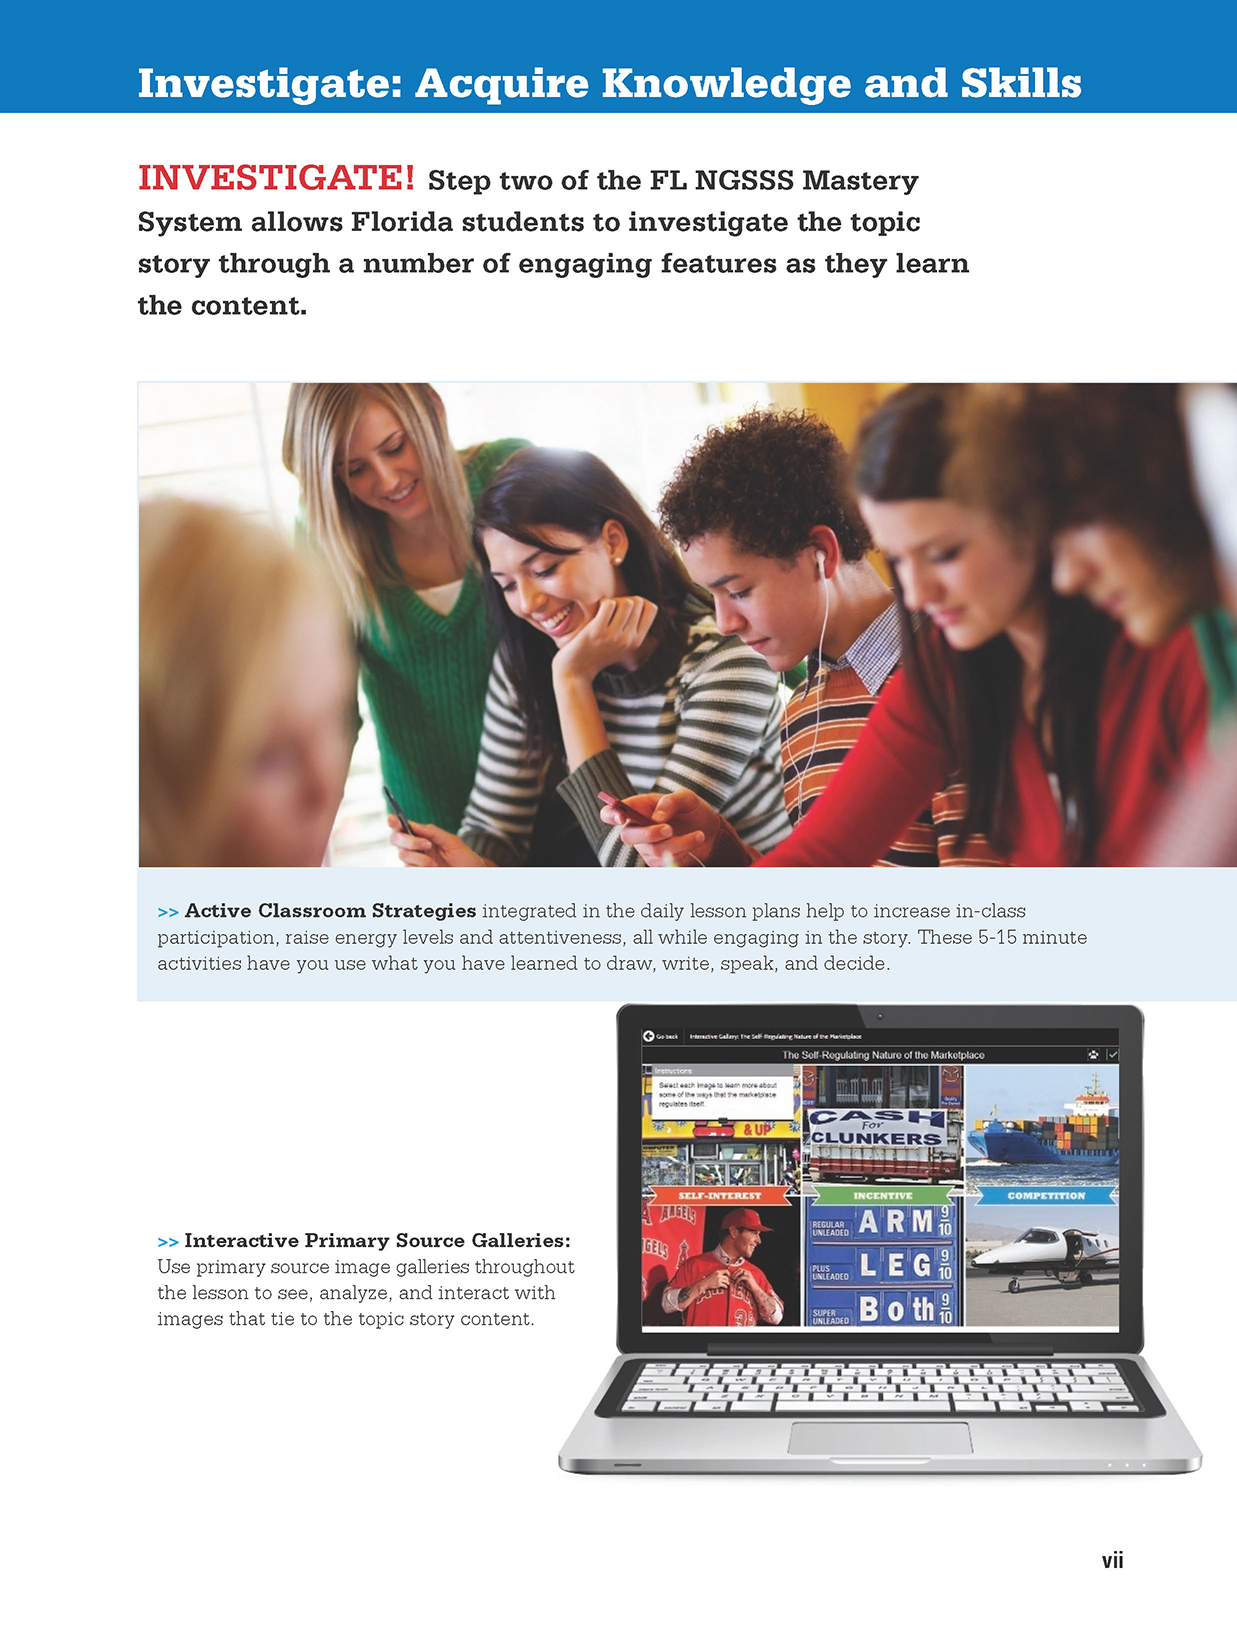 Investigate: Acquire Knowledge and Skills
INVESTIGATE! Step two of the FL NGSSS Mastery
System allows Florida students to investigate the topic
story through a number of engaging features as they learn
the content.
>> Active Classroom Strategies integrated in the daily lesson plans help to increase in-class
participation, raise energy levels and attentiveness, all while engaging in the story. These 5-15 minute
activities have you use what you have learned to draw, write, speak, and decide.
Go back
Interactive Gallery: The Self-Regulating Nature of the Marketplace
The Self-Regulating Nature of the Marketplace
Instructions
Select each image to learn more about
some of the ways that the marketplace
regulates itself.
& UP
CASH
For
CLUNKERS
SELF-INTEREST
INCENTIVE
COMPETITION
ANGELS
REGULAR
UNLEADED
ARM 9/10
PLUS
UNLEADED
LEG 9/10
SUPER
UNLEADED
Both 9/10
>> Interactive Primary Source Galleries:
Use primary source image galleries throughout
the lesson to see, analyze, and interact with
images that tie to the topic story content.
vii